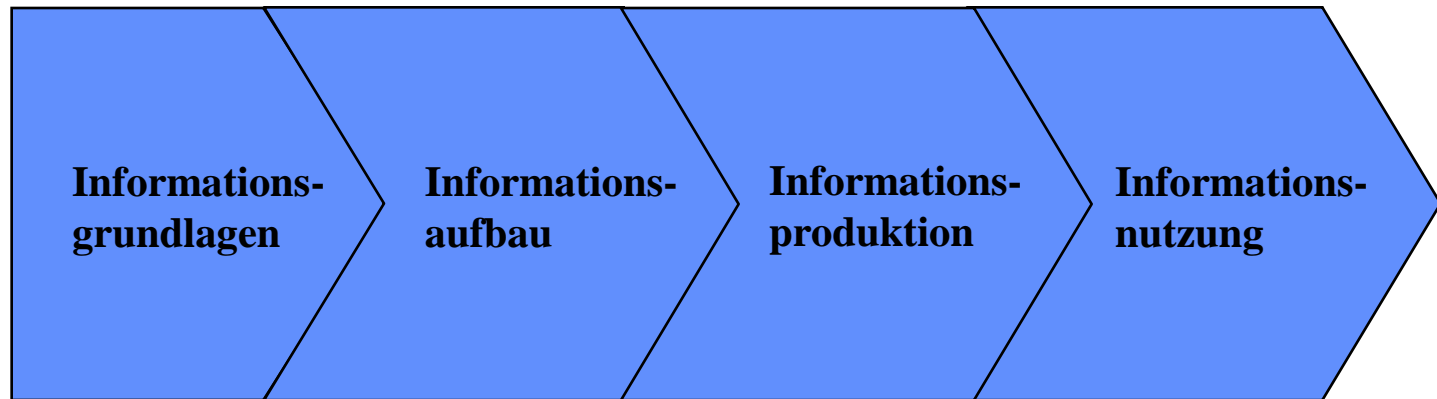 Informations-
grundlagen
Informations-
aufbau
Informations-
produktion
Informations-
nutzung